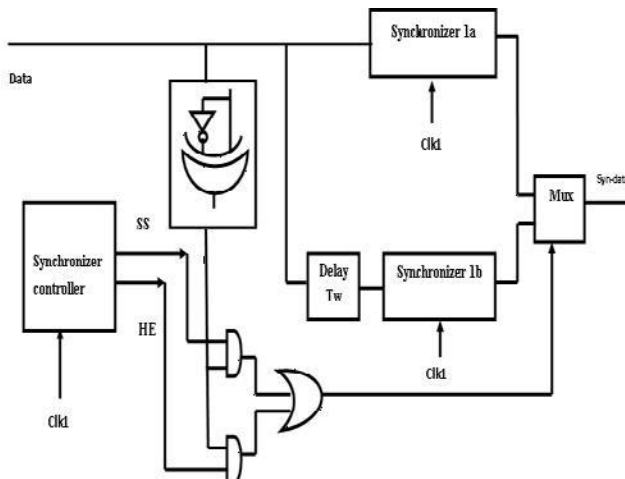 Synchronizer 1a
Data
Clk1
Syn-dat
Mux
SS
Synchronizer
controller
Delay
Tw
Synchronizer 1b
HE
Clk1
Clk1